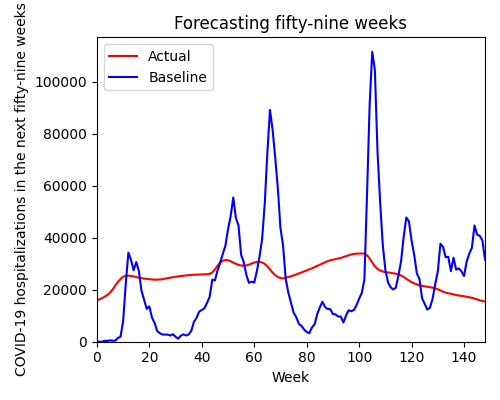 Forecasting fifty-nine weeks
COVID-19 hospitalizations in the next fifty-nine weeks
Actual
Baseline
100000
80000
60000
40000
20000
0
0 20 40 60 80 100 120 140
Week